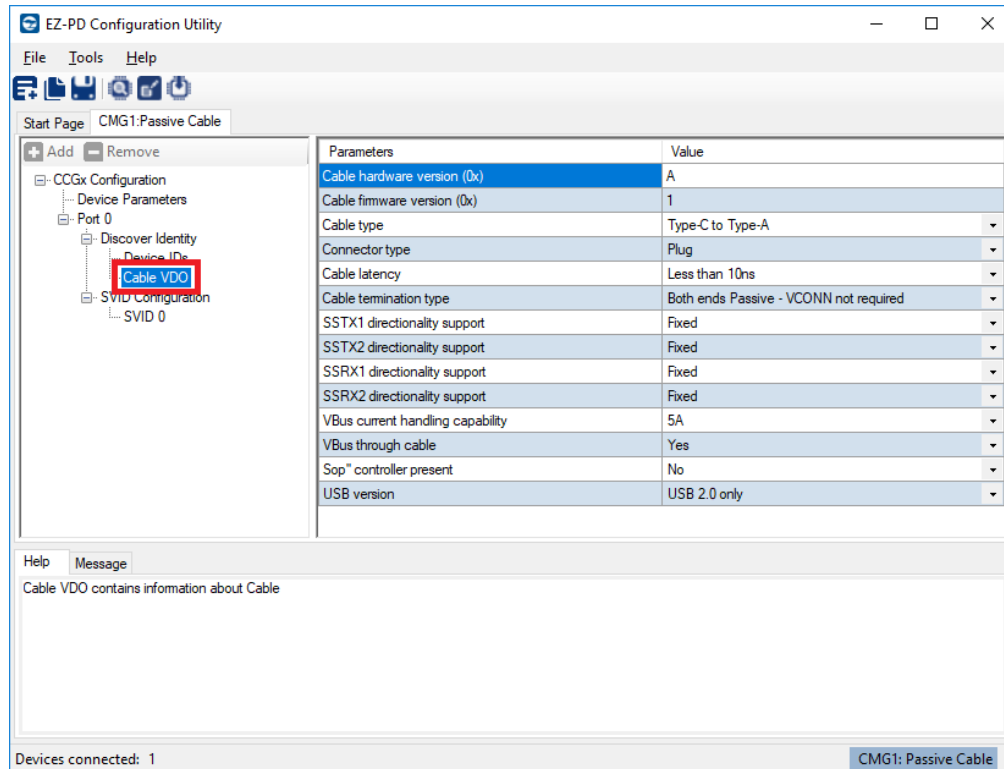 EZ-PD Configuration Utility
File Tools Help
Start Page CMG1:Passive Cable
Add Remove
CCGx Configuration
Device Parameters
Port 0
Discover Identity
Device IDs
Cable VDO
SVID Configuration
SVID 0
Parameters Value
Cable hardware version (0x) A
Cable fimware version (0x) 1
Cable type Type-C to Type-A
Connector type Plug
Cable latency Less than 10ns
Cable termination type Both ends Passive - VCONN not required
SSTX1 directionality support Fixed
SSTX2 directionality support Fixed
SSRX1 directionality support Fixed
SSRX2 directionality support Fixed
VBus current handling capability 5A
VBus through cable Yes
Sop" controller present No
USB version USB 2.0 only
Help Message
Cable VDO contains information about Cable
Devices connected: 1 CMG1: Passive Cable